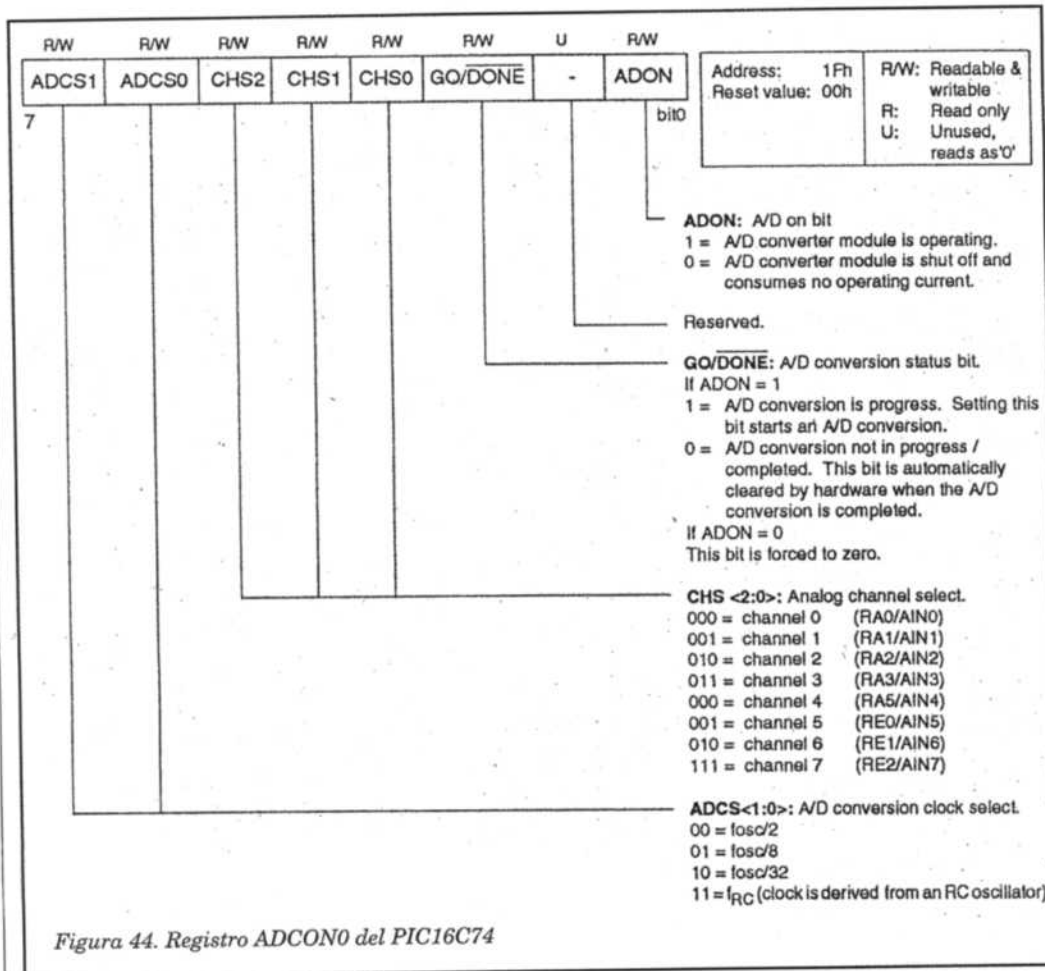 R/W R/W R/W R/W R/W R/W U R/W
ADCS1 ADCS0 CHS2 CHS1 CHS0 GO/DONE - ADON
7 bit0
Address: 1Fh
Reset value: 00h
R/W: Readable &
writable
R: Read only
U: Unused,
reads as'0'
ADON: A/D on bit
1 = A/D converter module is operating.
0 = A/D converter module is shut off and
consumes no operating current.
Reserved.
GO/DONE: A/D conversion status bit.
If ADON = 1
1 = A/D conversion is progress. Setting this
bit starts an A/D conversion.
0 = A/D conversion not in progress /
completed. This bit is automatically
cleared by hardware when the A/D
conversion is completed.
If ADON = 0
This bit is forced to zero.
CHS <2:0>: Analog channel select.
000 = channel 0 (RA0/AIN0)
001 = channel 1 (RA1/AIN1)
010 = channel 2 (RA2/AIN2)
011 = channel 3 (RA3/AIN3)
000 = channel 4 (RA5/AIN4)
001 = channel 5 (RE0/AIN5)
010 = channel 6 (RE1/AIN6)
111 = channel 7 (RE2/AIN7)
ADCS<1:0>: A/D conversion clock select.
00 = fosc/2
01 = fosc/8
10 = fosc/32
11 = fRC (clock is derived from an RC oscillator)
Figura 44. Registro ADCON0 del PIC16C74